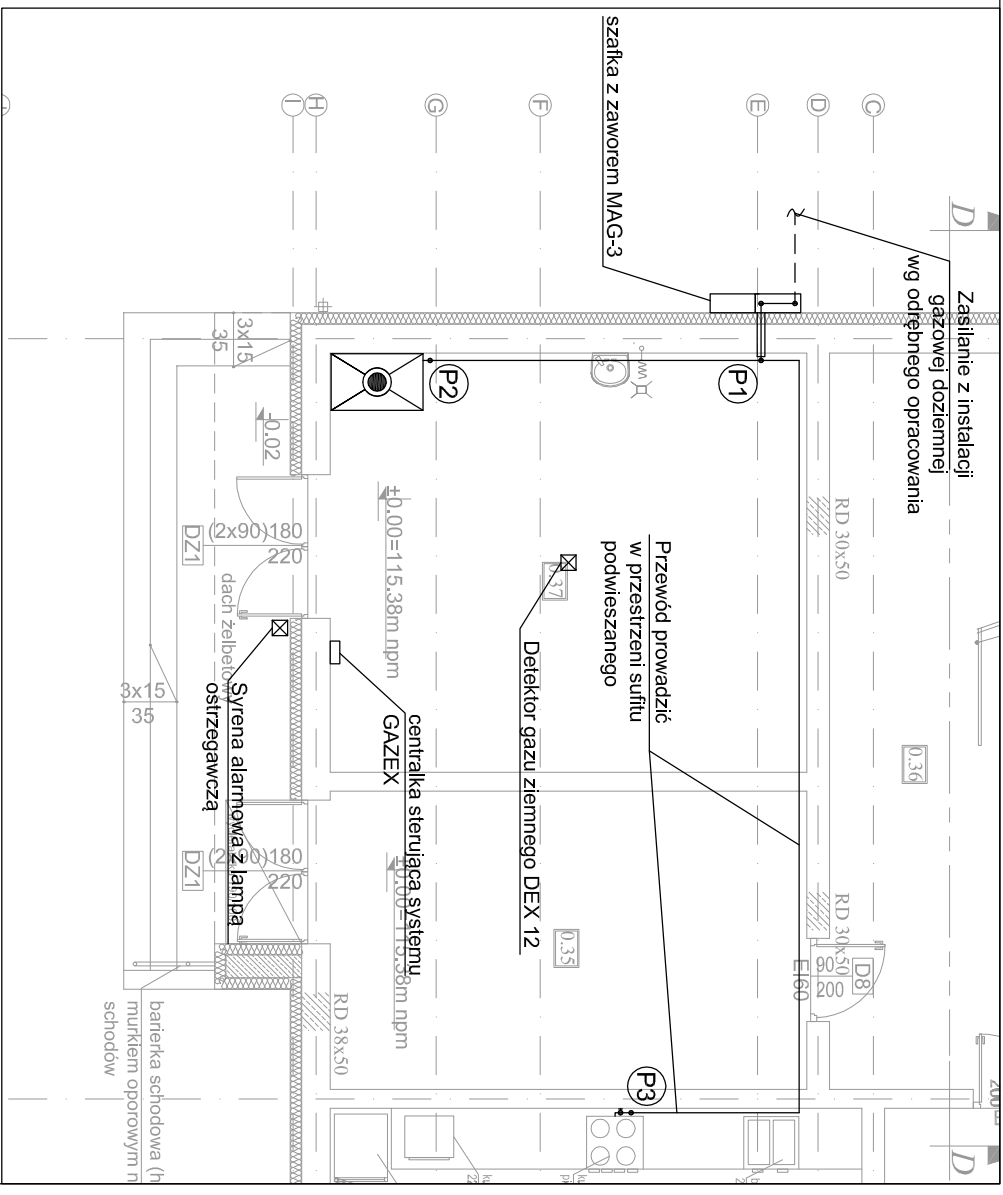 D
Zasilanie z instalacji
gazowej doziemnej
wg odrębnego opracowania
szafka z zaworem MAG-3
I
H
G
F
E
D
C
RD 30x50
0.36
RD 30x50
D8
90
200
EI60
D
P1
P2
P3
Przewód prowadzić
w przestrzeni sufitu
podwieszanego
0.37
Detektor gazu ziemnego DEX 12
0.35
±0.00=115.38m npm
±0.00=115.38m npm
centralka sterująca systemu
GAZEX
RD 38x50
3x15
35
-0.02
(2x90)180
220
DZ1
dach żelbetowy
Syrena alarmowa z lampą
ostrzegawczą
(2x90)180
220
DZ1
3x15
35
barierka schodowa (h
murkiem oporowym n
schodów